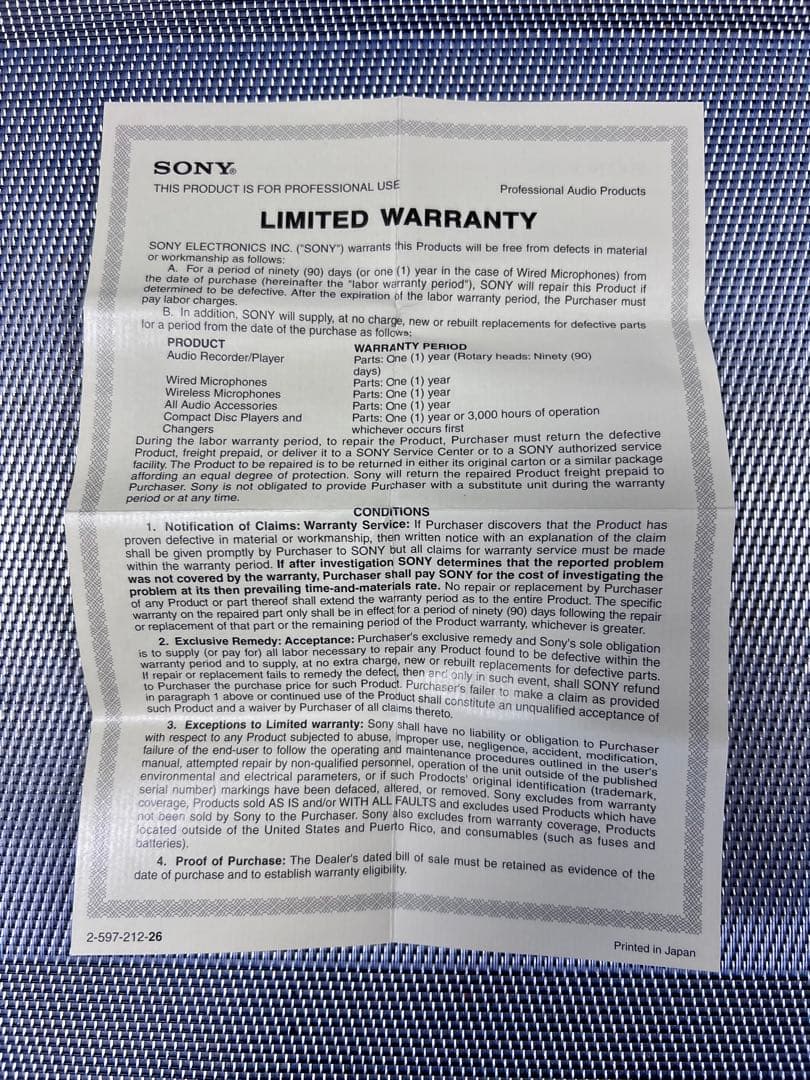 SONY®
THIS PRODUCT IS FOR PROFESSIONAL USE
Professional Audio Products
LIMITED WARRANTY
SONY ELECTRONICS INC. ("SONY") warrants this Products will be free from defects in material
or workmanship as follows:
A. For a period of ninety (90) days (or one (1) year in the case of Wired Microphones) from
the date of purchase (hereinafter the "labor warranty period"), SONY will repair this Product if
determined to be defective. After the expiration of the labor warranty period, the Purchaser must
pay labor charges.
B. In addition, SONY will supply, at no charge, new or rebuilt replacements for defective parts
for a period from the date of the purchase as follows:
PRODUCT WARRANTY PERIOD
Audio Recorder/Player Parts: One (1) year (Rotary heads: Ninety (90)
days)
Wired Microphones Parts: One (1) year
Wireless Microphones Parts: One (1) year
All Audio Accessories Parts: One (1) year
Compact Disc Players and Parts: One (1) year or 3,000 hours of operation
Changers whichever occurs first
During the labor warranty period, to repair the Product, Purchaser must return the defective
Product, freight prepaid, or deliver it to a SONY Service Center or to a SONY authorized service
facility. The Product to be repaired is to be returned in either its original carton or a similar package
affording an equal degree of protection. Sony will return the repaired Product freight prepaid to
Purchaser. Sony is not obligated to provide Purchaser with a substitute unit during the warranty
period or at any time.
CONDITIONS
1. Notification of Claims: Warranty Service: If Purchaser discovers that the Product has
proven defective in material or workmanship, then written notice with an explanation of the claim
shall be given promptly by Purchaser to SONY but all claims for warranty service must be made
within the warranty period. If after investigation SONY determines that the reported problem
was not covered by the warranty, Purchaser shall pay SONY for the cost of investigating the
problem at its then prevailing time-and-materials rate. No repair or replacement by Purchaser
of any Product or part thereof shall extend the warranty period as to the entire Product. The specific
warranty on the repaired part only shall be in effect for a period of ninety (90) days following the repair
or replacement of that part or the remaining period of the Product warranty, whichever is greater.
2. Exclusive Remedy: Acceptance: Purchaser's exclusive remedy and Sony's sole obligation
is to supply (or pay for) all labor necessary to repair any Product found to be defective within the
warranty period and to supply, at no extra charge, new or rebuilt replacements for defective parts.
If repair or replacement fails to remedy the defect, then and only in such event, shall SONY refund
to Purchaser the purchase price for such Product. Purchaser's failer to make a claim as provided
in paragraph 1 above or continued use of the Product shall constitute an unqualified acceptance of
such Product and a waiver by Purchaser of all claims thereto.
3. Exceptions to Limited warranty: Sony shall have no liability or obligation to Purchaser
with respect to any Product subjected to abuse, improper use, negligence, accident, modification,
failure of the end-user to follow the operating and maintenance procedures outlined in the user's
manual, attempted repair by non-qualified personnel, operation of the unit outside of the published
environmental and electrical parameters, or if such Prodocts' original identification (trademark,
serial number) markings have been defaced, altered, or removed. Sony excludes from warranty
coverage, Products sold AS IS and/or WITH ALL FAULTS and excludes used Products which have
not been sold by Sony to the Purchaser. Sony also excludes from warranty coverage, Products
located outside of the United States and Puerto Rico, and consumables (such as fuses and
batteries).
4. Proof of Purchase: The Dealer's dated bill of sale must be retained as evidence of the
date of purchase and to establish warranty eligibility.
2-597-212-26
Printed in Japan